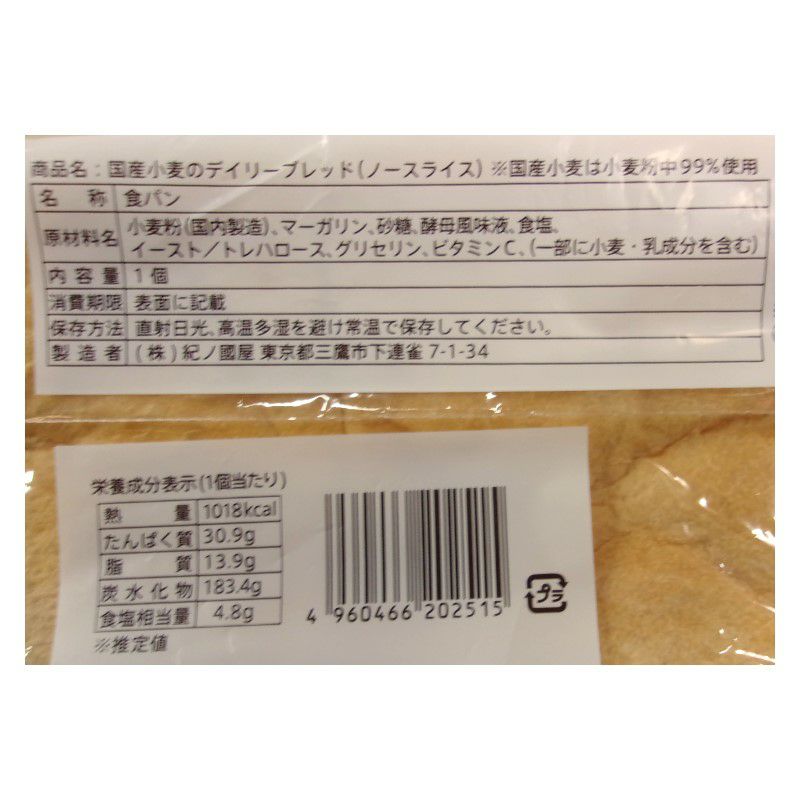 商品名：国産小麦のデイリーブレッド(ノースライス) ※国産小麦は小麦粉中99%使用
名称 食パン
原材料名 小麦粉(国内製造)、マーガリン、砂糖、酵母風味液、食塩、
イースト/トレハロース、グリセリン、ビタミンC、(一部に小麦・乳成分を含む)
内容量 1個
消費期限 表面に記載
保存方法 直射日光、高温多湿を避け常温で保存してください。
製造者 (株)紀ノ國屋 東京都三鷹市下連雀 7-1-34
栄養成分表示(1個当たり)
熱量 1018kcal
たんぱく質 30.9g
脂質 13.9g
炭水化物 183.4g
食塩相当量 4.8g
※推定値
4 960466 202515
プラ